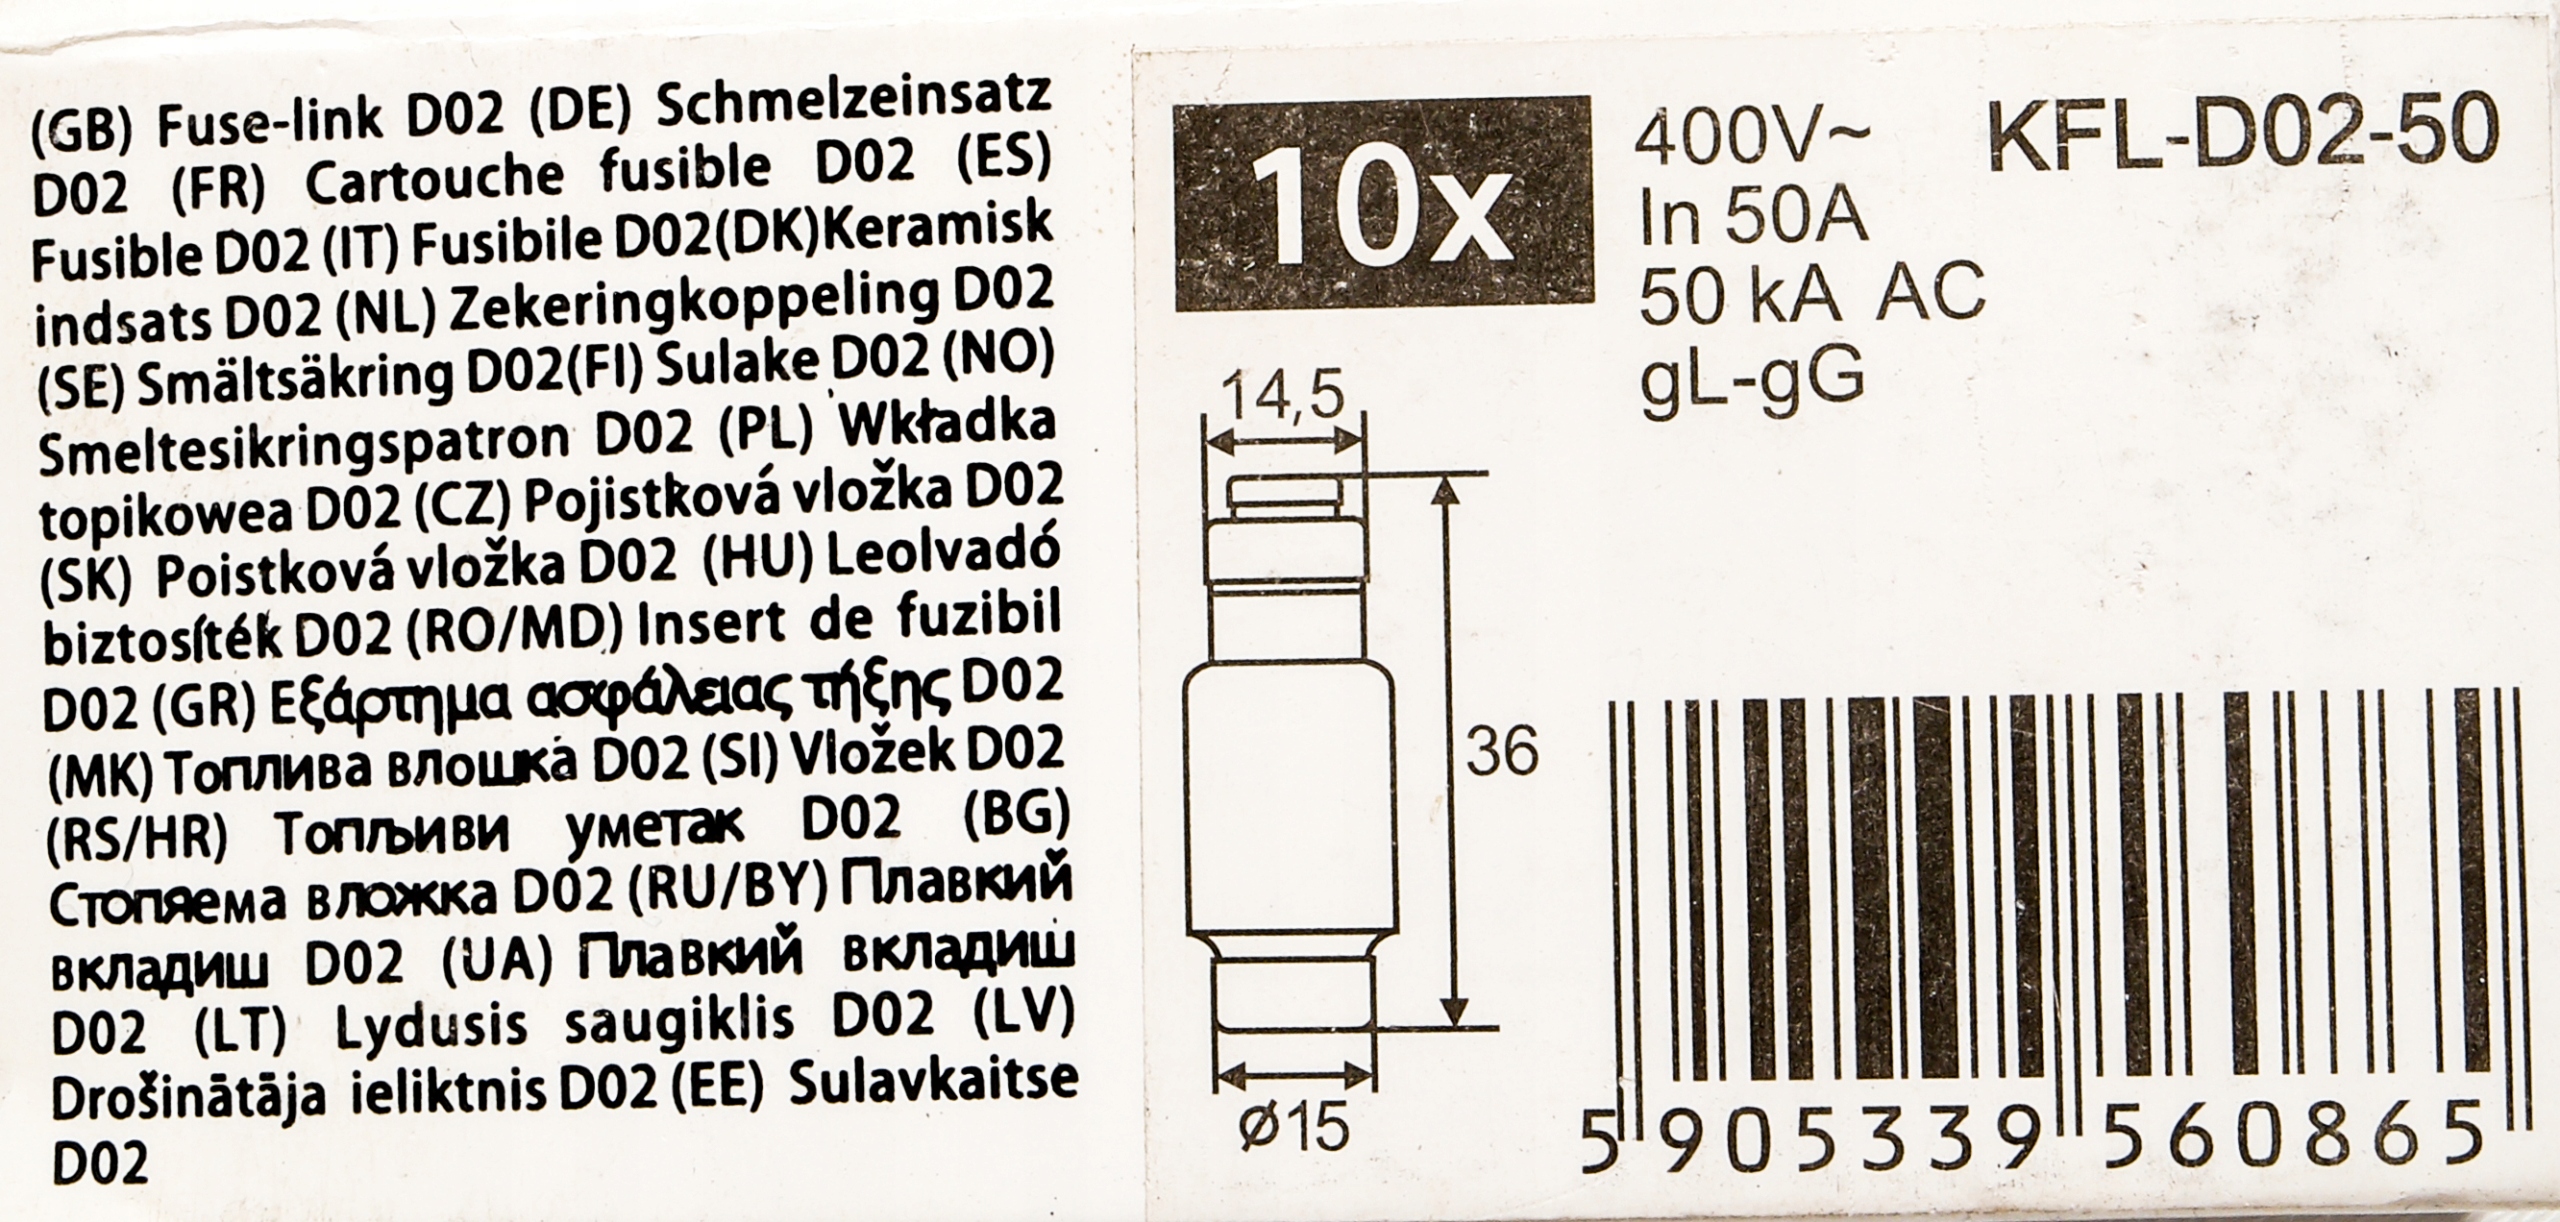 (GB) Fuse-link D02 (DE) Schmelzeinsatz
D02 (FR) Cartouche fusible D02 (ES)
Fusible D02 (IT) Fusibile D02(DK)Keramisk
indsats D02 (NL) Zekeringkoppeling D02
(SE) Smältsäkring D02(FI) Sulake D02 (NO)
Smeltesikringspatron D02 (PL) Wkładka
topikowea D02 (CZ) Pojistková vložka D02
(SK) Poistková vložka D02 (HU) Leolvadó
biztosíték D02 (RO/MD) Insert de fuzibil
D02 (GR) Εξάρτημα ασφάλειας τήξης D02
(MK) Топлива влошка D02 (SI) Vložek D02
(RS/HR) Топљиви уметак D02 (BG)
Стопяема вложка D02 (RU/BY) Плавкий
вкладиш D02 (UA) Плавкий вкладиш
D02 (LT) Lydusis saugiklis D02 (LV)
Drošinātāja ieliktnis D02 (EE) Sulavkaitse
D02
10x
400V~ KFL-D02-50
In 50A
50 kA AC
gL-gG
14,5
36
Ø15
5 905339 560865